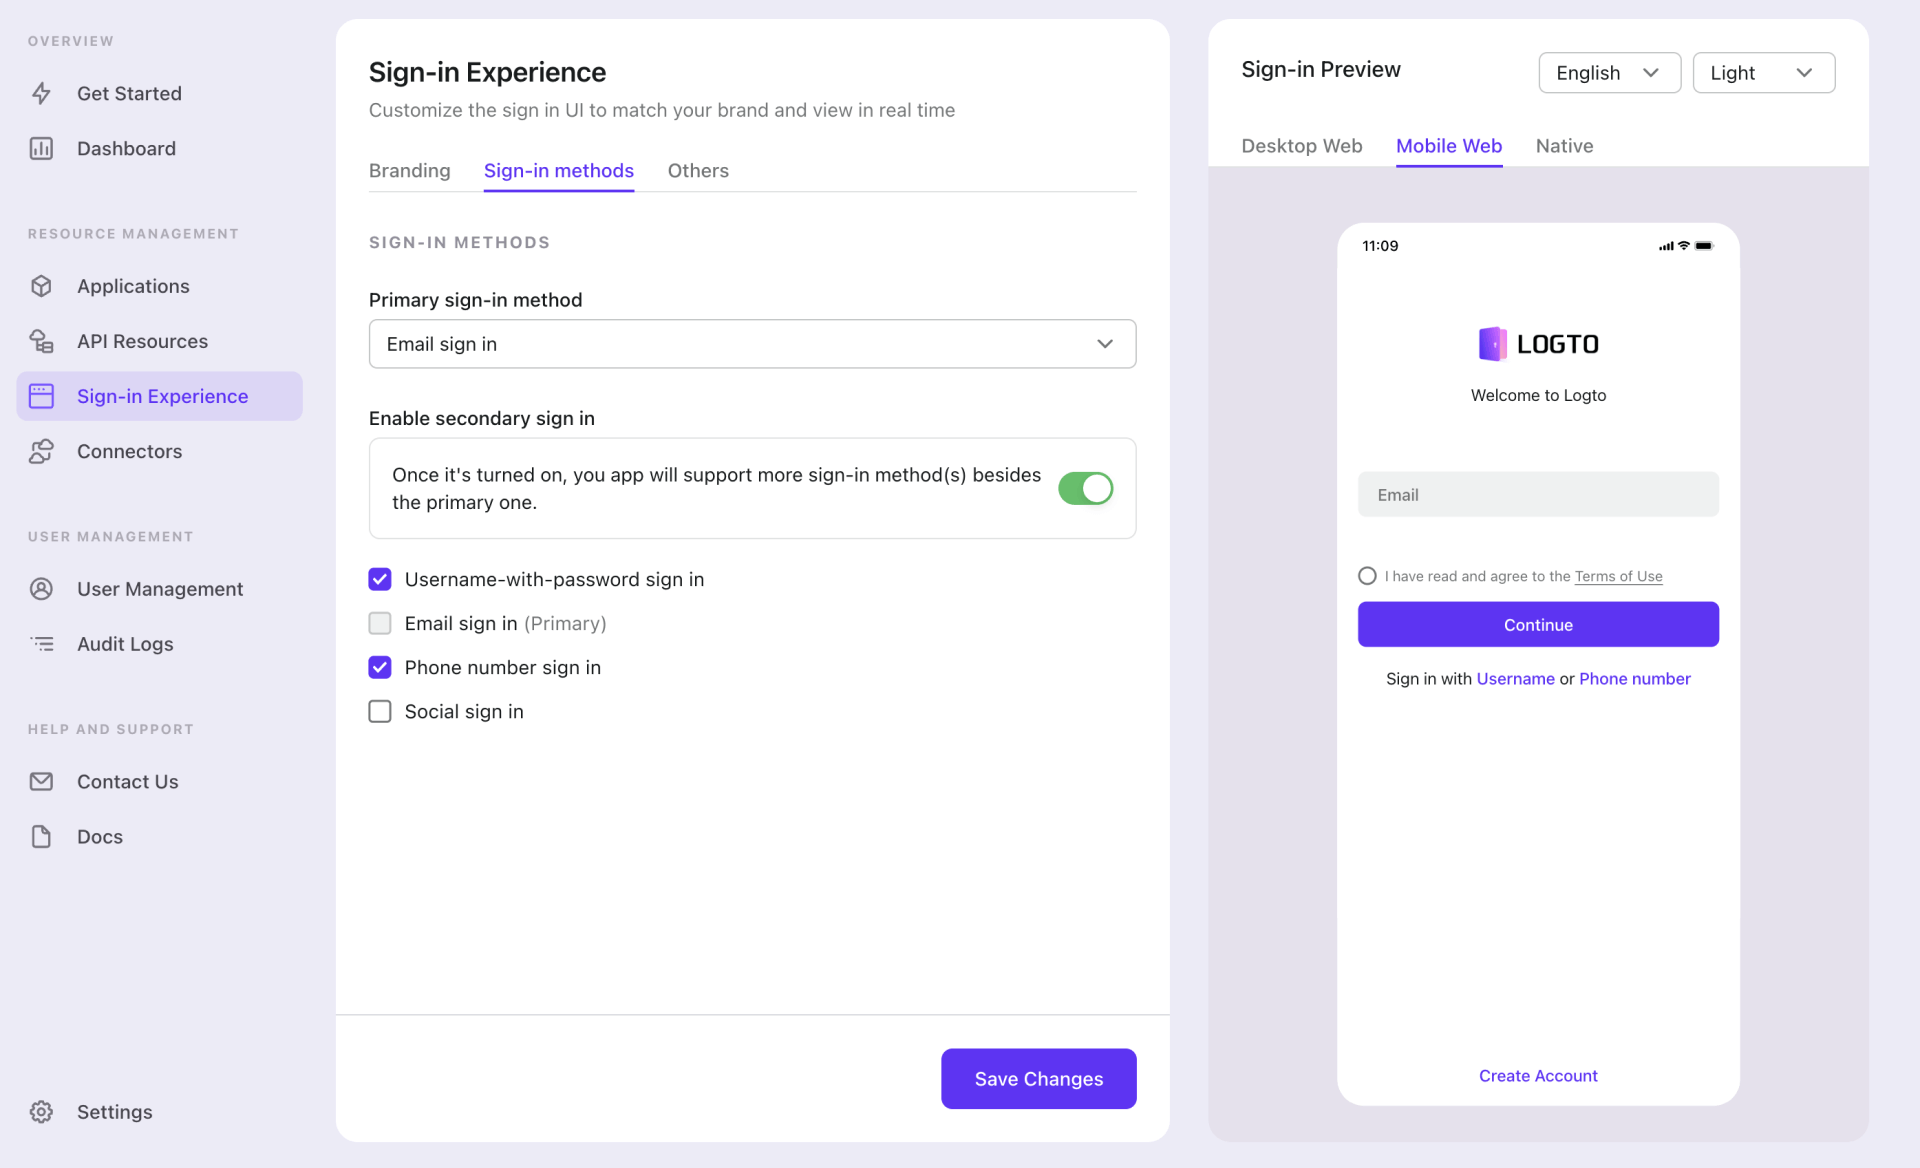 OVERVIEW
Get Started
Dashboard
RESOURCE MANAGEMENT
Applications
API Resources
Sign-in Experience
Connectors
USER MANAGEMENT
User Management
Audit Logs
HELP AND SUPPORT
Contact Us
Docs
Settings
Sign-in Experience
Customize the sign in UI to match your brand and view in real time
Branding Sign-in methods Others
SIGN-IN METHODS
Primary sign-in method
Email sign in
Enable secondary sign in
Once it's turned on, you app will support more sign-in method(s) besides
the primary one.
Username-with-password sign in
Email sign in (Primary)
Phone number sign in
Social sign in
Save Changes
Sign-in Preview
English Light
Desktop Web Mobile Web Native
11:09
LOGTO
Welcome to Logto
Email
I have read and agree to the Terms of Use
Continue
Sign in with Username or Phone number
Create Account